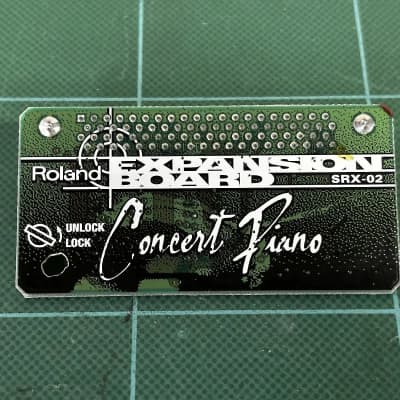 Roland EXPANSION
BOARD SRX-02
UNLOCK
LOCK
Concert Piano